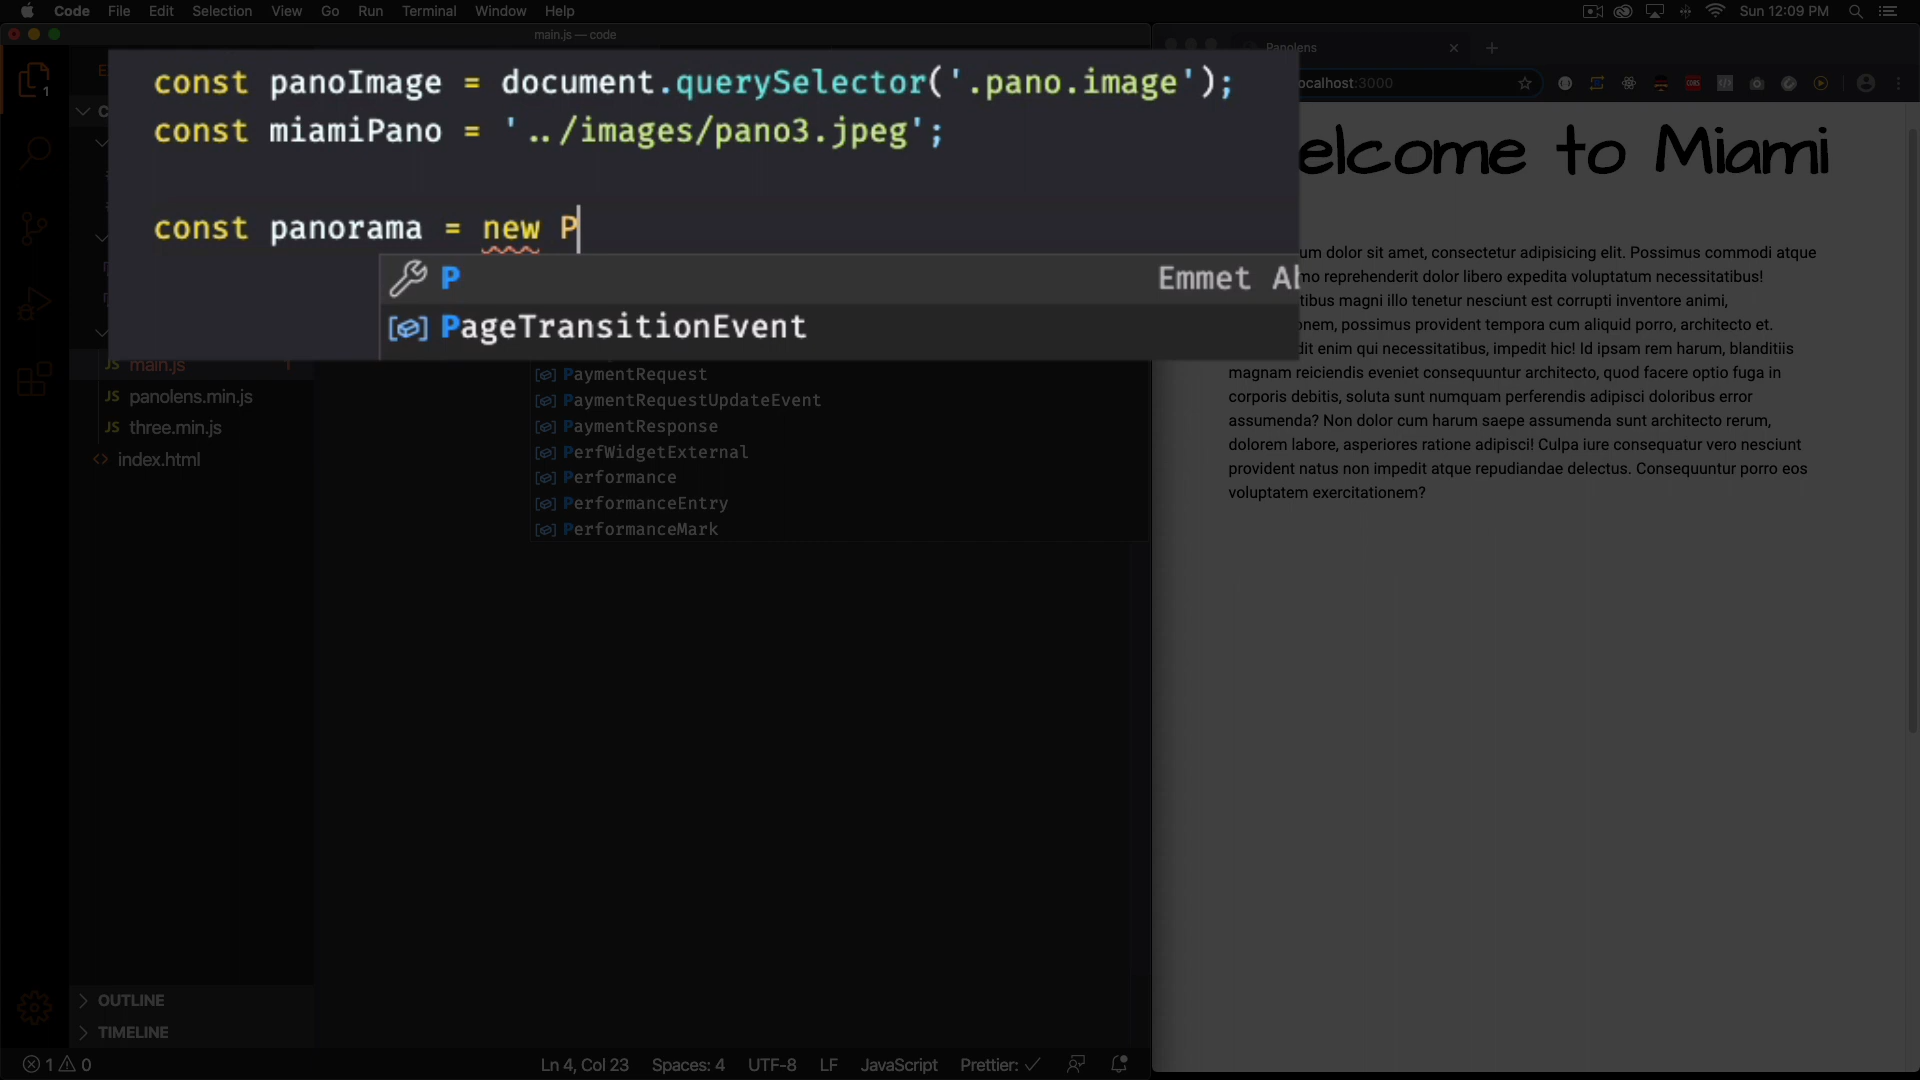 Code File Edit Selection View Go Run Terminal Window Help
Sun 12:09 PM
main.js — code
Panolens
ocalhost:3000
const panoImage = document.querySelector('.pano.image');
const miamiPano = '../images/pano3.jpeg';
const panorama = new P
P Emmet Ab
PageTransitionEvent
PaymentRequest
PaymentRequestUpdateEvent
PaymentResponse
PerfWidgetExternal
Performance
PerformanceEntry
PerformanceMark
1
main.js 1
JS panolens.min.js
JS three.min.js
index.html
OUTLINE
TIMELINE
1 0
Ln 4, Col 23 Spaces: 4 UTF-8 LF JavaScript Prettier: ✓
elcome to Miami
um dolor sit amet, consectetur adipisicing elit. Possimus commodi atque
mo reprehenderit dolor libero expedita voluptatum necessitatibus!
tibus magni illo tenetur nesciunt est corrupti inventore animi,
onem, possimus provident tempora cum aliquid porro, architecto et.
dit enim qui necessitatibus, impedit hic! Id ipsam rem harum, blanditiis
magnam reiciendis eveniet consequuntur architecto, quod facere optio fuga in
corporis debitis, soluta sunt numquam perferendis adipisci doloribus error
assumenda? Non dolor cum harum saepe assumenda sunt architecto rerum,
dolorem labore, asperiores ratione adipisci! Culpa iure consequatur vero nesciunt
provident natus non impedit atque repudiandae delectus. Consequuntur porro eos
voluptatem exercitationem?